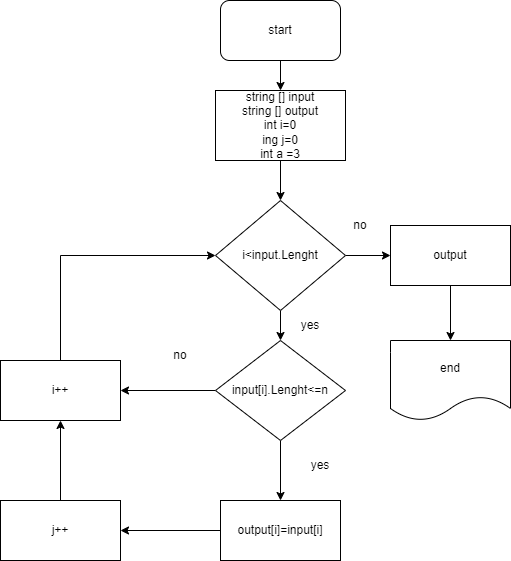 start
string [] input
string [] output
int i=0
ing j=0
int a =3
i<input.Lenght
no
output
yes
end
no
input[i].Lenght<=n
i++
yes
output[i]=input[i]
j++